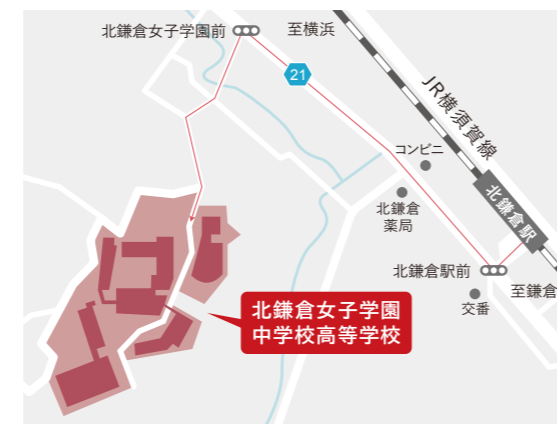 北鎌倉女子学園前
至横浜
21
JR横須賀線
コンビニ
北鎌倉
薬局
北鎌倉駅
北鎌倉駅前
至鎌倉
交番
北鎌倉女子学園
中学校高等学校